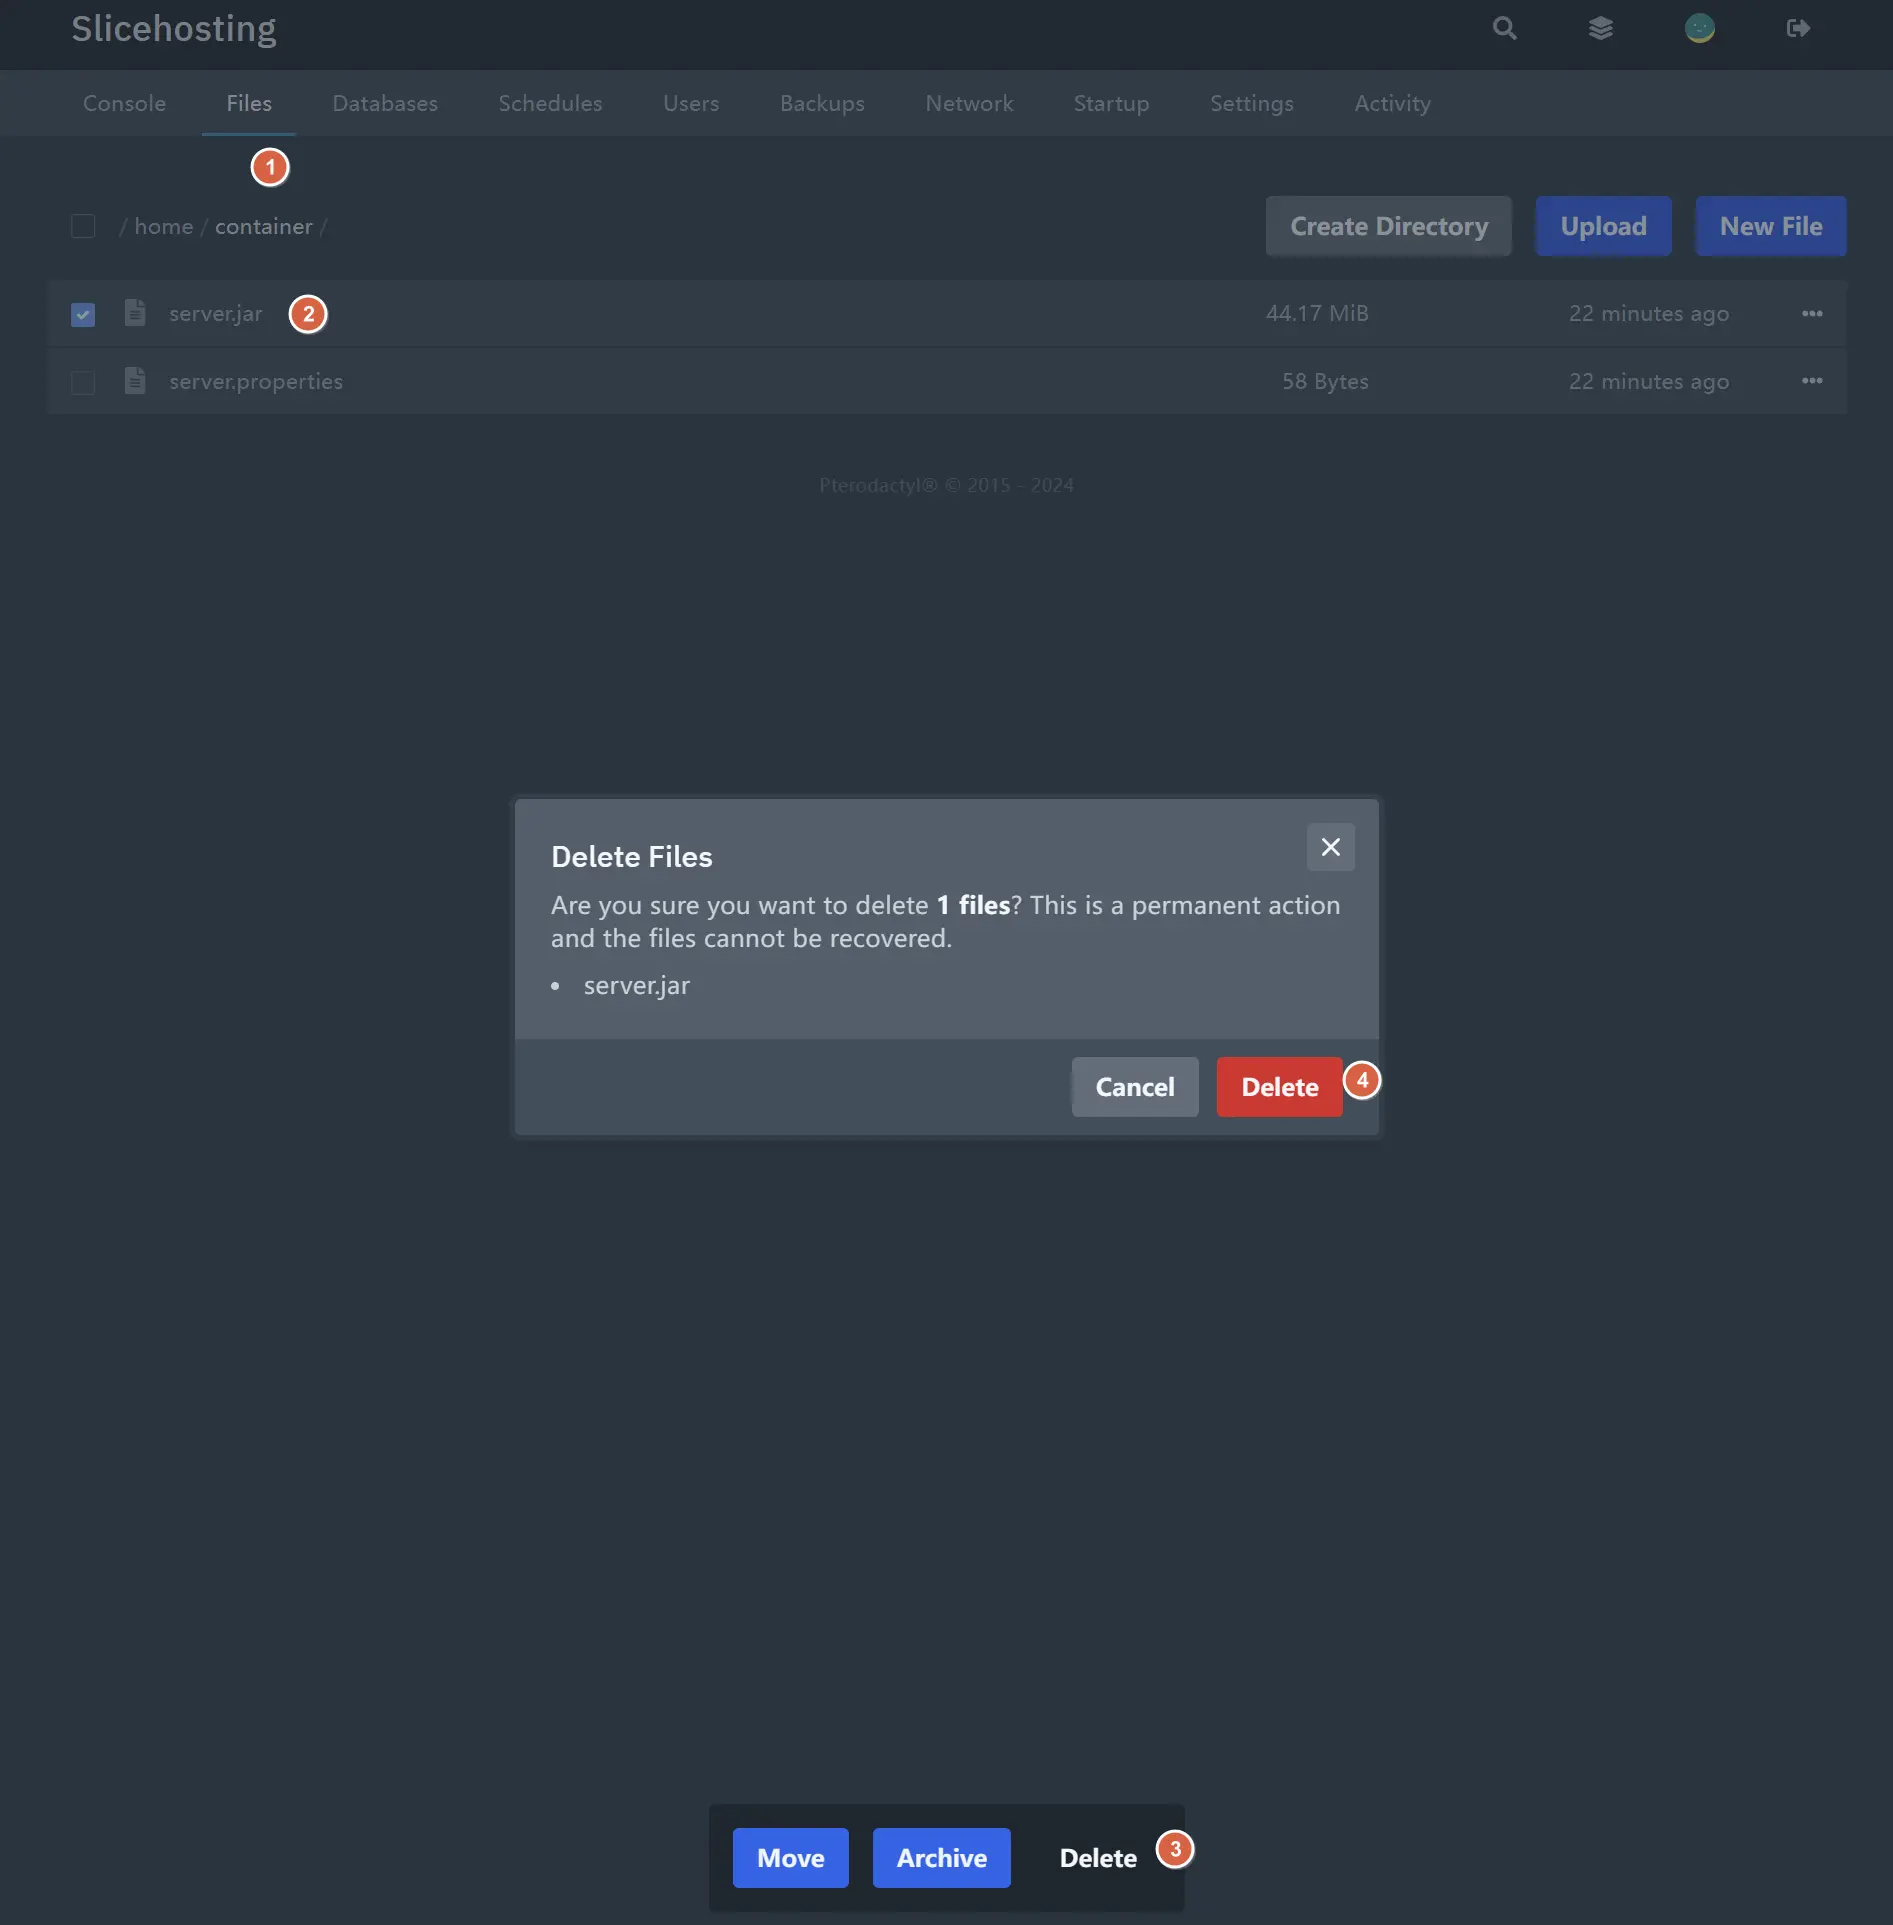 Slicehosting
Console Files Databases Schedules Users Backups Network Startup Settings Activity
1
/ home / container /
Create Directory Upload New File
server.jar 2 44.17 MiB 22 minutes ago •••
server.properties 58 Bytes 22 minutes ago •••
Pterodactyl® © 2015 - 2024
Delete Files
Are you sure you want to delete 1 files? This is a permanent action
and the files cannot be recovered.
• server.jar
Cancel Delete 4
Move Archive Delete 3